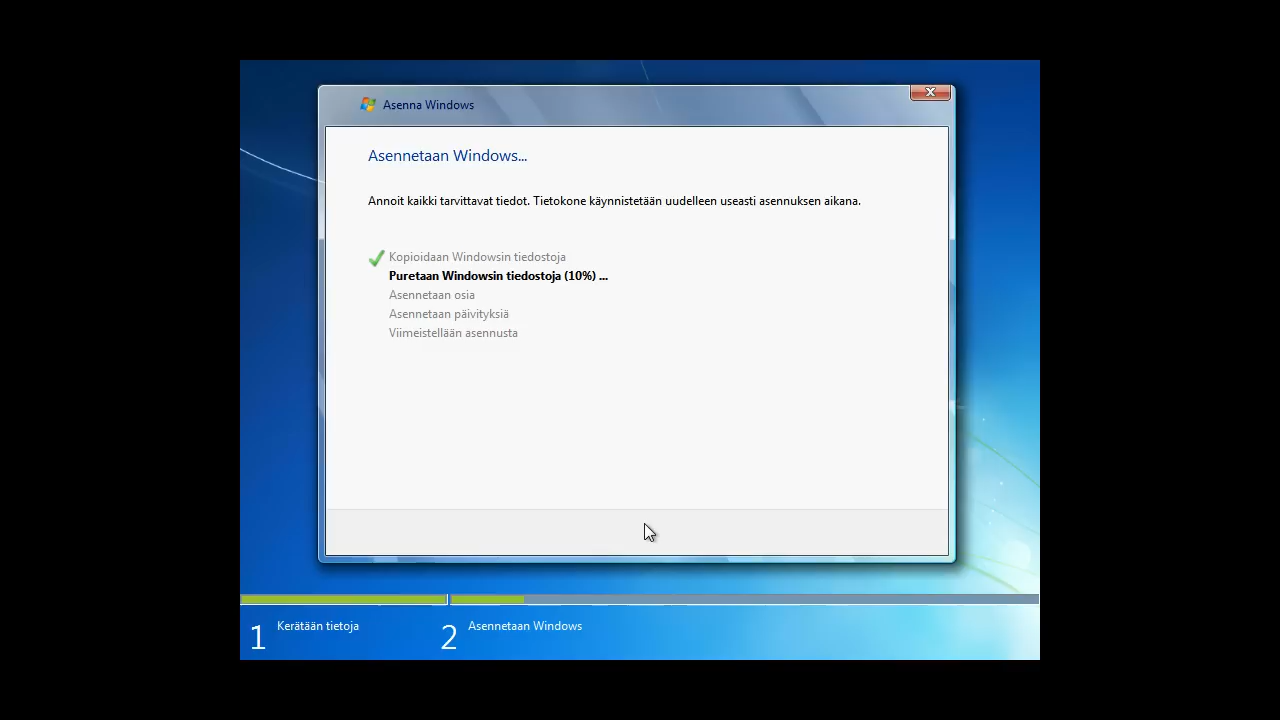 Asenna Windows
Asennetaan Windows...
Annoit kaikki tarvittavat tiedot. Tietokone käynnistetään uudelleen useasti asennuksen aikana.
Kopioidaan Windowsin tiedostoja
Puretaan Windowsin tiedostoja (10%) ...
Asennetaan osia
Asennetaan päivityksiä
Viimeistellään asennusta
1 Kerätään tietoja
2 Asennetaan Windows